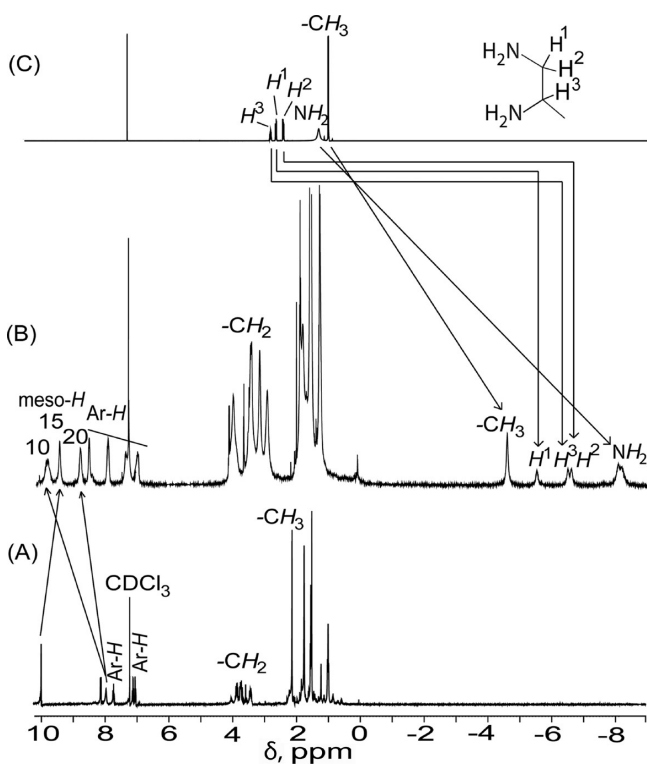 (C)
-CH3
H1
H2
H3
NH2
H2N
H1
H2
H3
H2N
(B)
meso-H
15
10
20
Ar-H
-CH2
-CH3
H1 H3 H2 NH2
(A)
CDCl3
Ar-H
Ar-H
-CH2
-CH3
10 8 6 4 2 0 -2 -4 -6 -8
δ, ppm